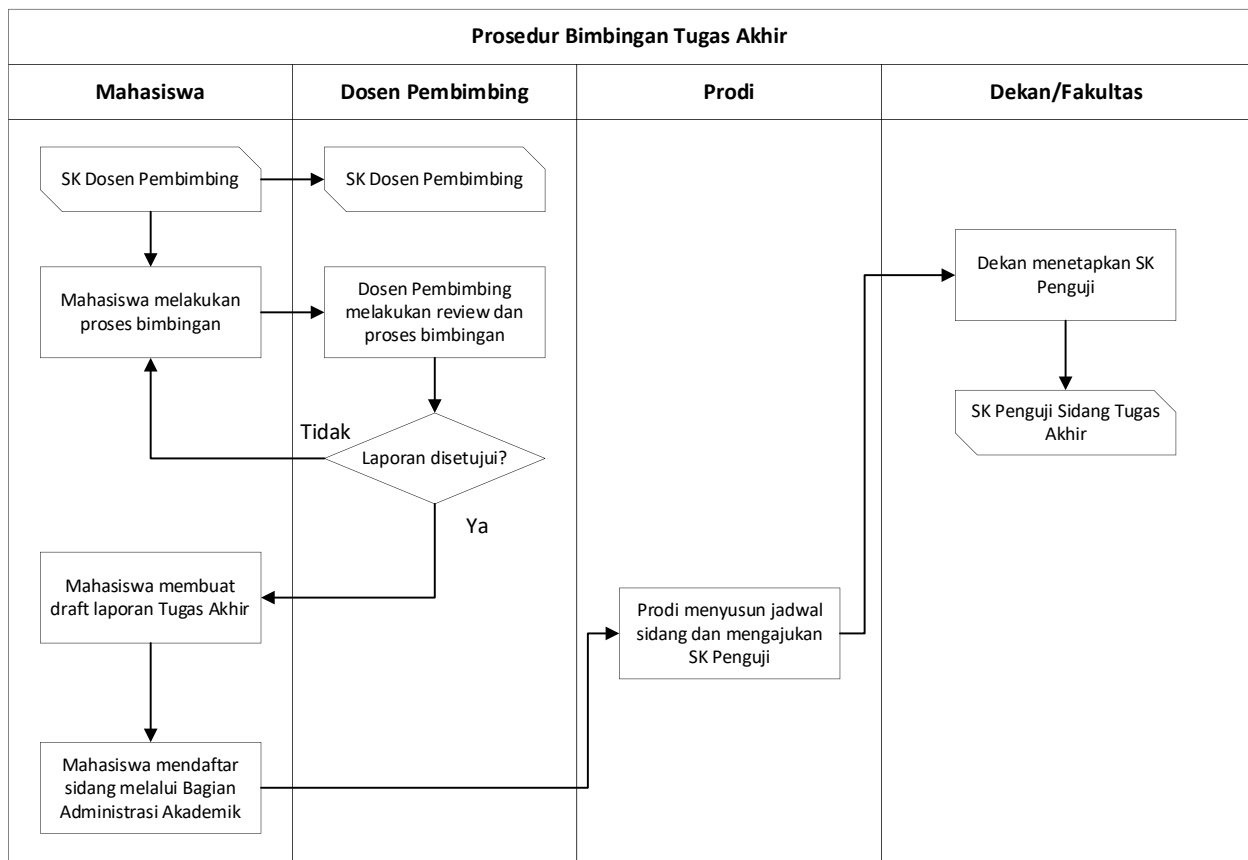 Prosedur Bimbingan Tugas Akhir
Mahasiswa
Dosen Pembimbing
Prodi
Dekan/Fakultas
SK Dosen Pembimbing
SK Dosen Pembimbing
Mahasiswa melakukan
proses bimbingan
Dosen Pembimbing
melakukan review dan
proses bimbingan
Dekan menetapkan SK
Penguji
SK Penguji Sidang Tugas
Akhir
Tidak
Laporan disetujui?
Ya
Mahasiswa membuat
draft laporan Tugas Akhir
Prodi menyusun jadwal
sidang dan mengajukan
SK Penguji
Mahasiswa mendaftar
sidang melalui Bagian
Administrasi Akademik